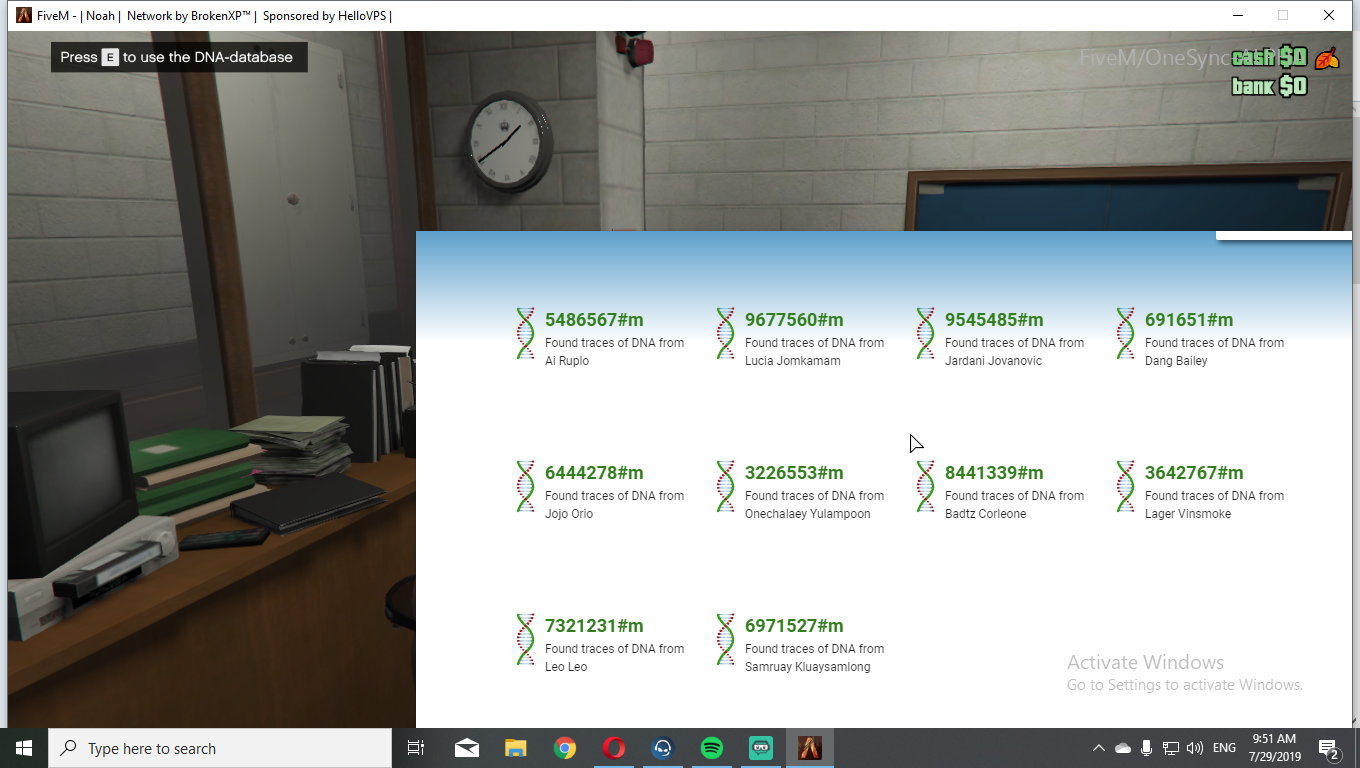 FiveM - | Noah | Network by BrokenXP™ | Sponsored by HelloVPS |
Press E to use the DNA-database
FiveM/OneSync
cash $0
bank $0
5486567#m
Found traces of DNA from
Ai Ruplo
9677560#m
Found traces of DNA from
Lucia Jomkamam
9545485#m
Found traces of DNA from
Jardani Jovanovic
691651#m
Found traces of DNA from
Dang Bailey
6444278#m
Found traces of DNA from
Jojo Orio
3226553#m
Found traces of DNA from
Onechalaey Yulampoon
8441339#m
Found traces of DNA from
Badtz Corleone
3642767#m
Found traces of DNA from
Lager Vinsmoke
7321231#m
Found traces of DNA from
Leo Leo
6971527#m
Found traces of DNA from
Samruay Kluaysamlong
Activate Windows
Go to Settings to activate Windows.
Type here to search
ENG
9:51 AM
7/29/2019
2